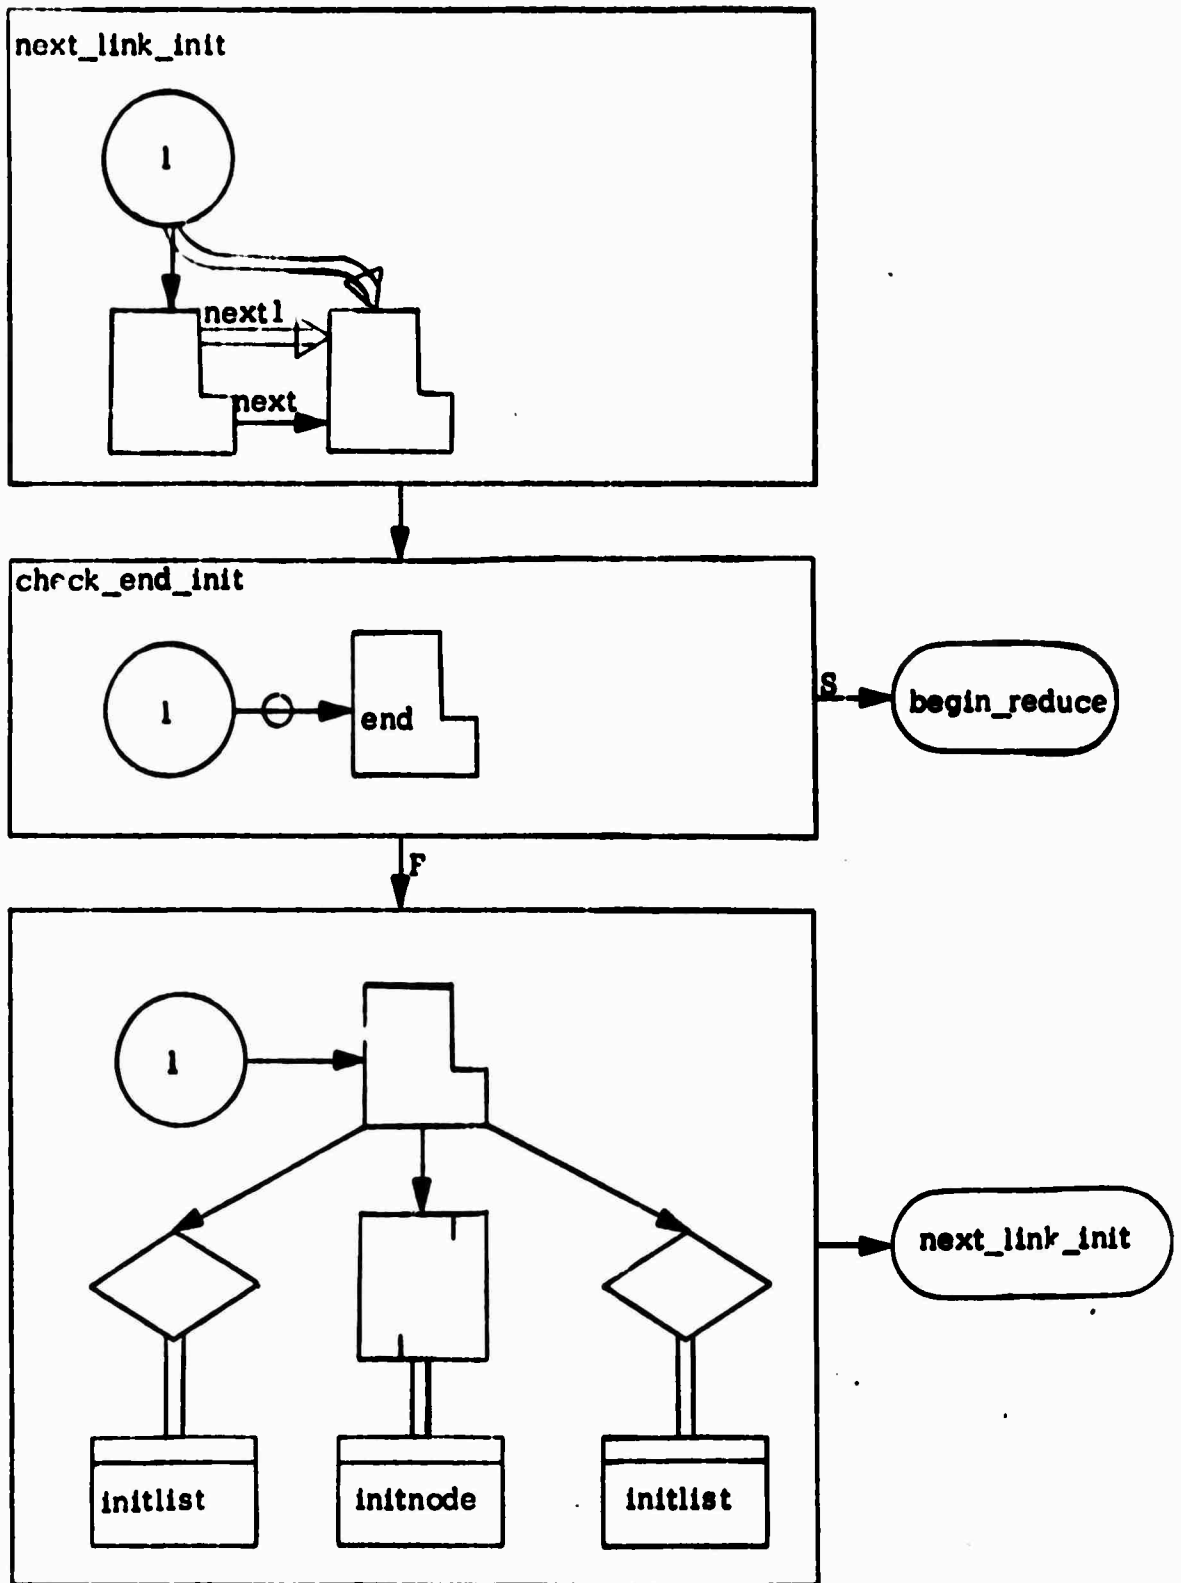 next_link_init
1
next1
next
check_end_init
1
end
S
begin_reduce
F
1
next_link_init
initlist
initnode
initlist